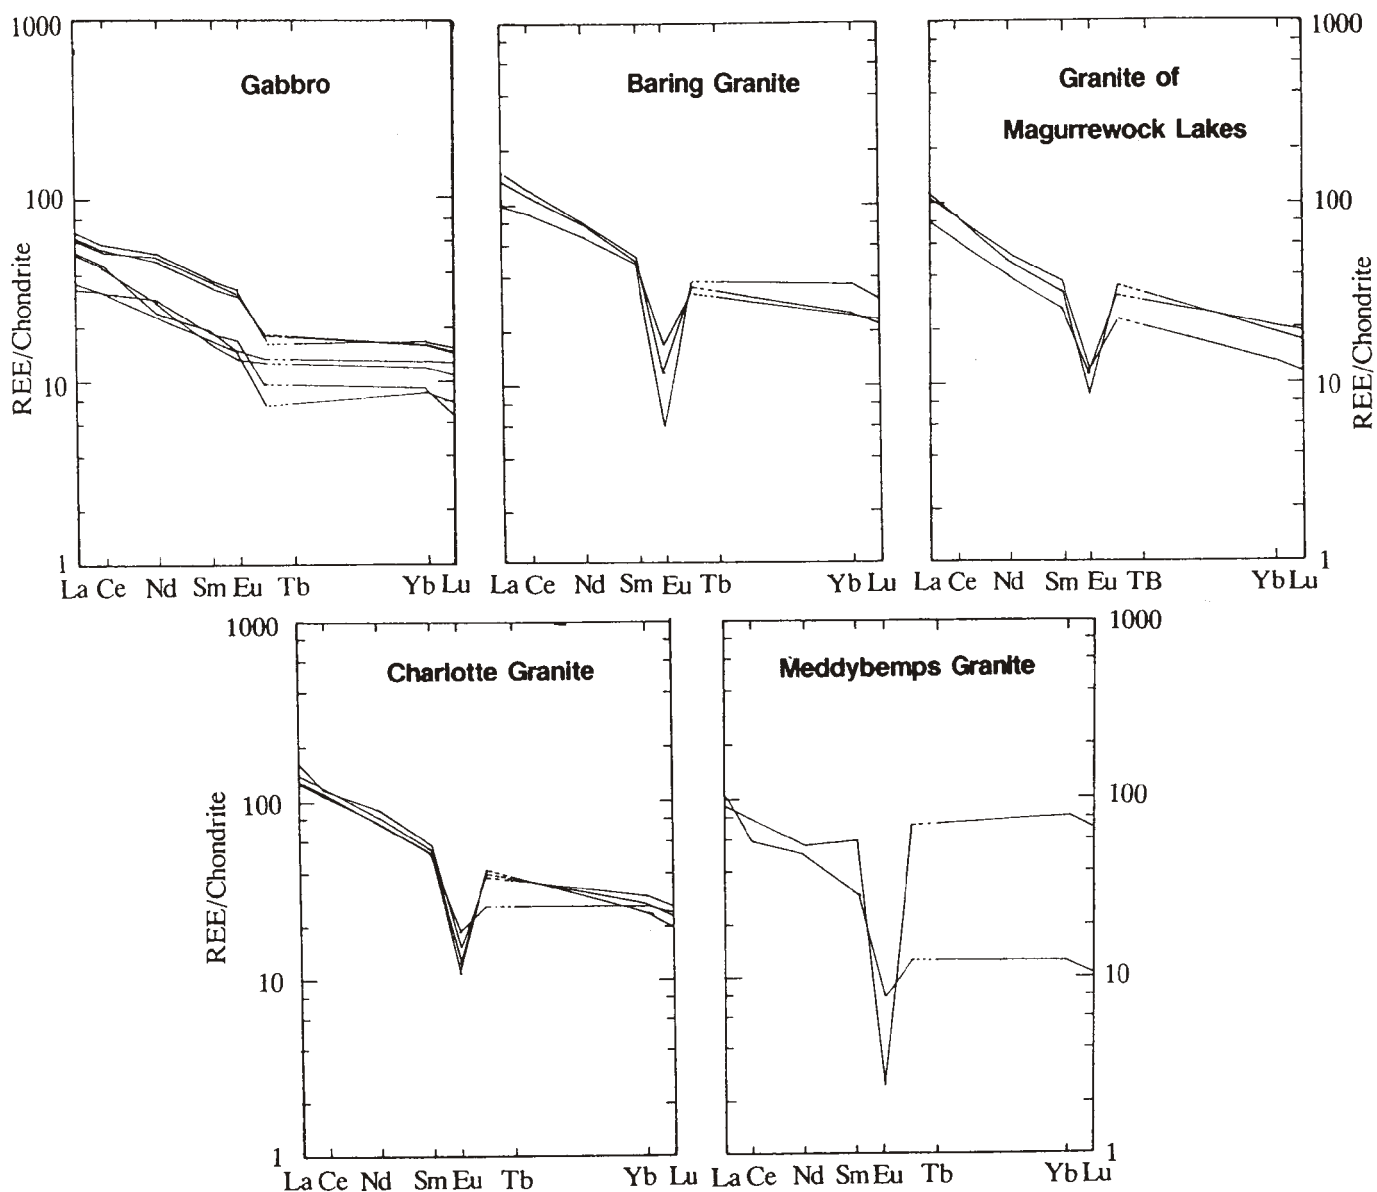 1000
100
10
1
REE/Chondrite
Gabbro
La Ce Nd Sm Eu Tb Yb Lu
Baring Granite
La Ce Nd Sm Eu Tb Yb Lu
Granite of
Magurrewock Lakes
1000
100
10
1
REE/Chondrite
La Ce Nd Sm Eu TB Yb Lu
1000
100
10
1
REE/Chondrite
Charlotte Granite
La Ce Nd Sm Eu Tb Yb Lu
Meddybemps Granite
1000
100
10
1
La Ce Nd Sm Eu Tb Yb Lu